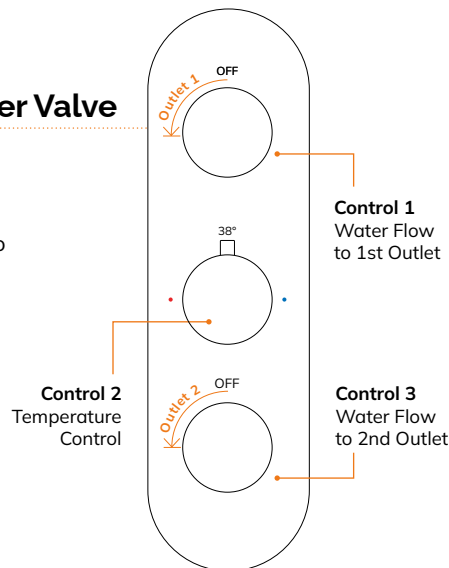 OFF
Outlet 1
er Valve
Control 1
Water Flow
to 1st Outlet
38°
Control 2
Temperature
Control
OFF
Outlet 2
Control 3
Water Flow
to 2nd Outlet